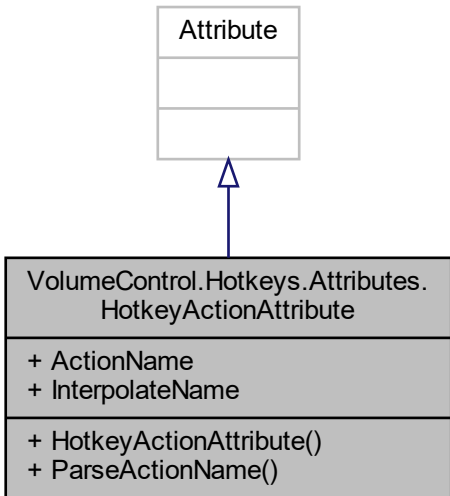 Attribute
VolumeControl.Hotkeys.Attributes.
HotkeyActionAttribute
+ ActionName
+ InterpolateName
+ HotkeyActionAttribute()
+ ParseActionName()